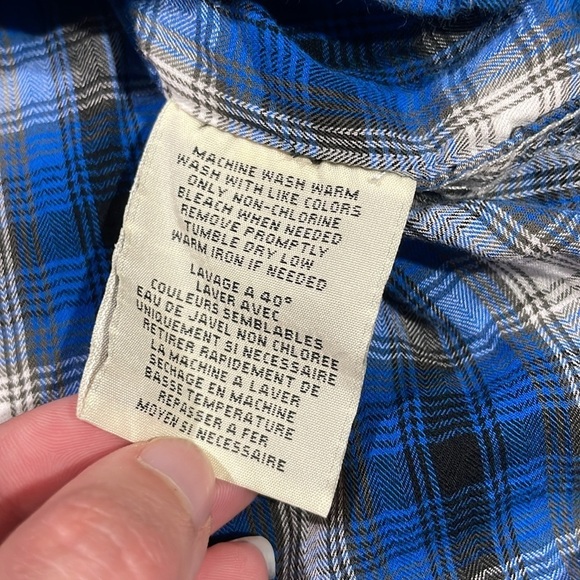 MACHINE WASH WARM
WASH WITH LIKE COLORS
ONLY NON-CHLORINE
BLEACH WHEN NEEDED
REMOVE PROMPTLY
TUMBLE DRY LOW
WARM IRON IF NEEDED
LAVAGE A 40°
LAVER AVEC
COULEURS SEMBLABLES
EAU DE JAVEL NON CHLOREE
UNIQUEMENT SI NECESSAIRE
RETIRER RAPIDEMENT DE
LA MACHINE A LAVER
SECHAGE EN MACHINE
BASSE TEMPERATURE
REPASSER A FER
MOYEN SI NECESSAIRE